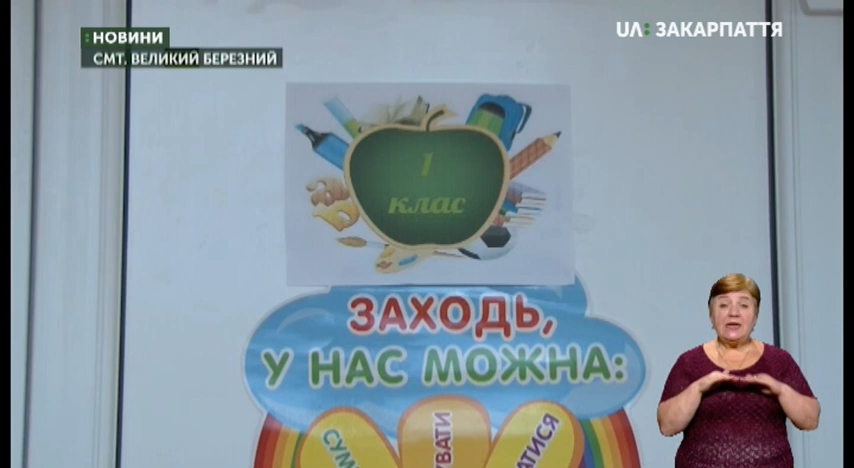 НОВИНИ
СМТ. ВЕЛИКИЙ БЕРЕЗНИЙ
UA: ЗАКАРПАТТЯ
1
клас
ЗАХОДЬ,
У НАС МОЖНА: